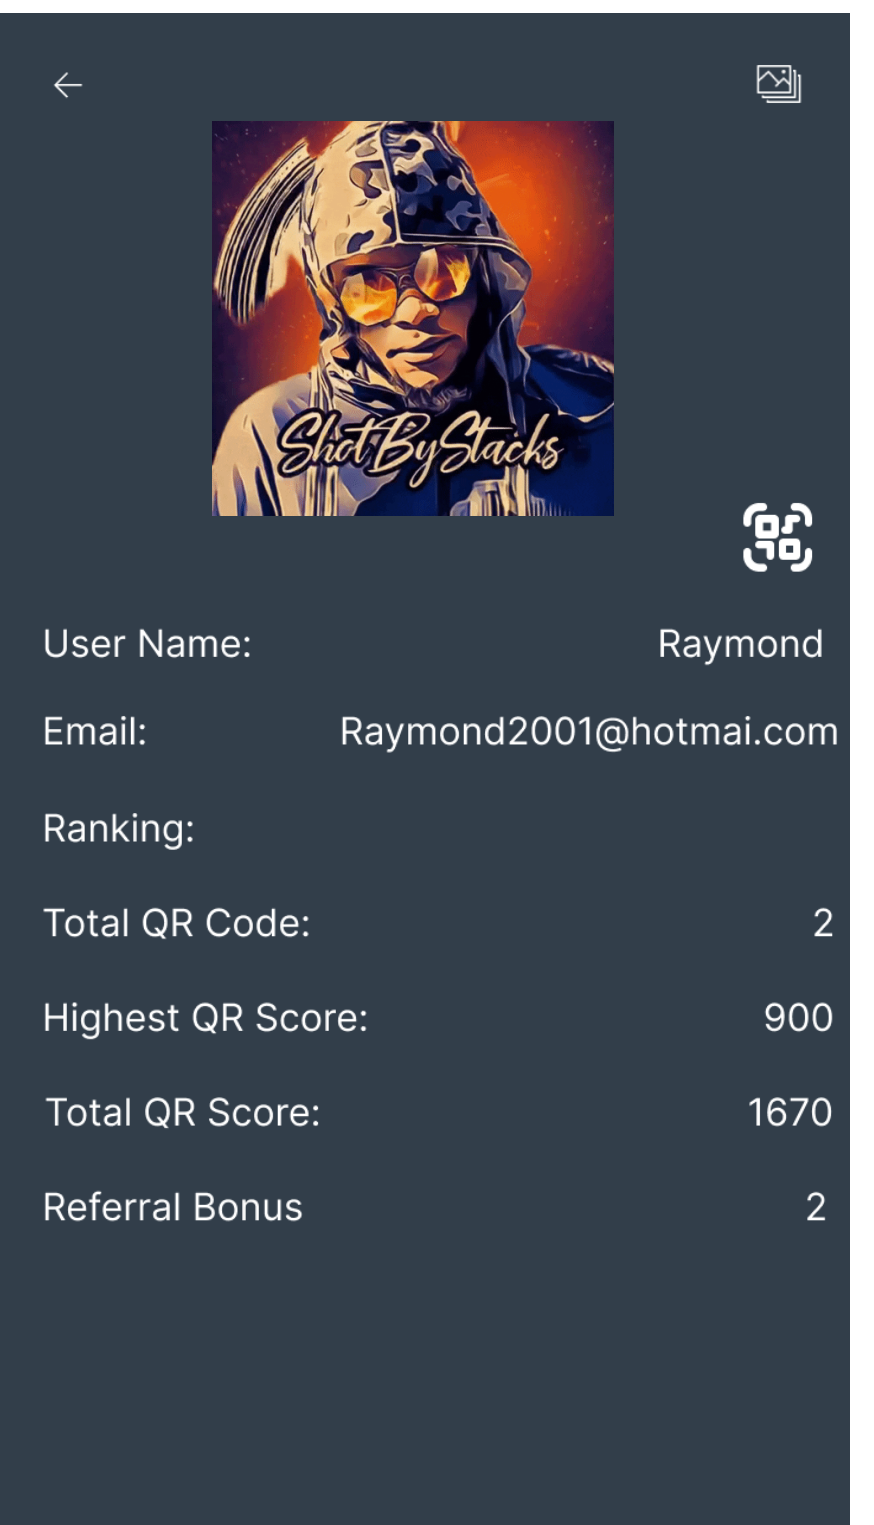 ShotByStacks
User Name: Raymond
Email: Raymond2001@hotmai.com
Ranking:
Total QR Code: 2
Highest QR Score: 900
Total QR Score: 1670
Referral Bonus 2